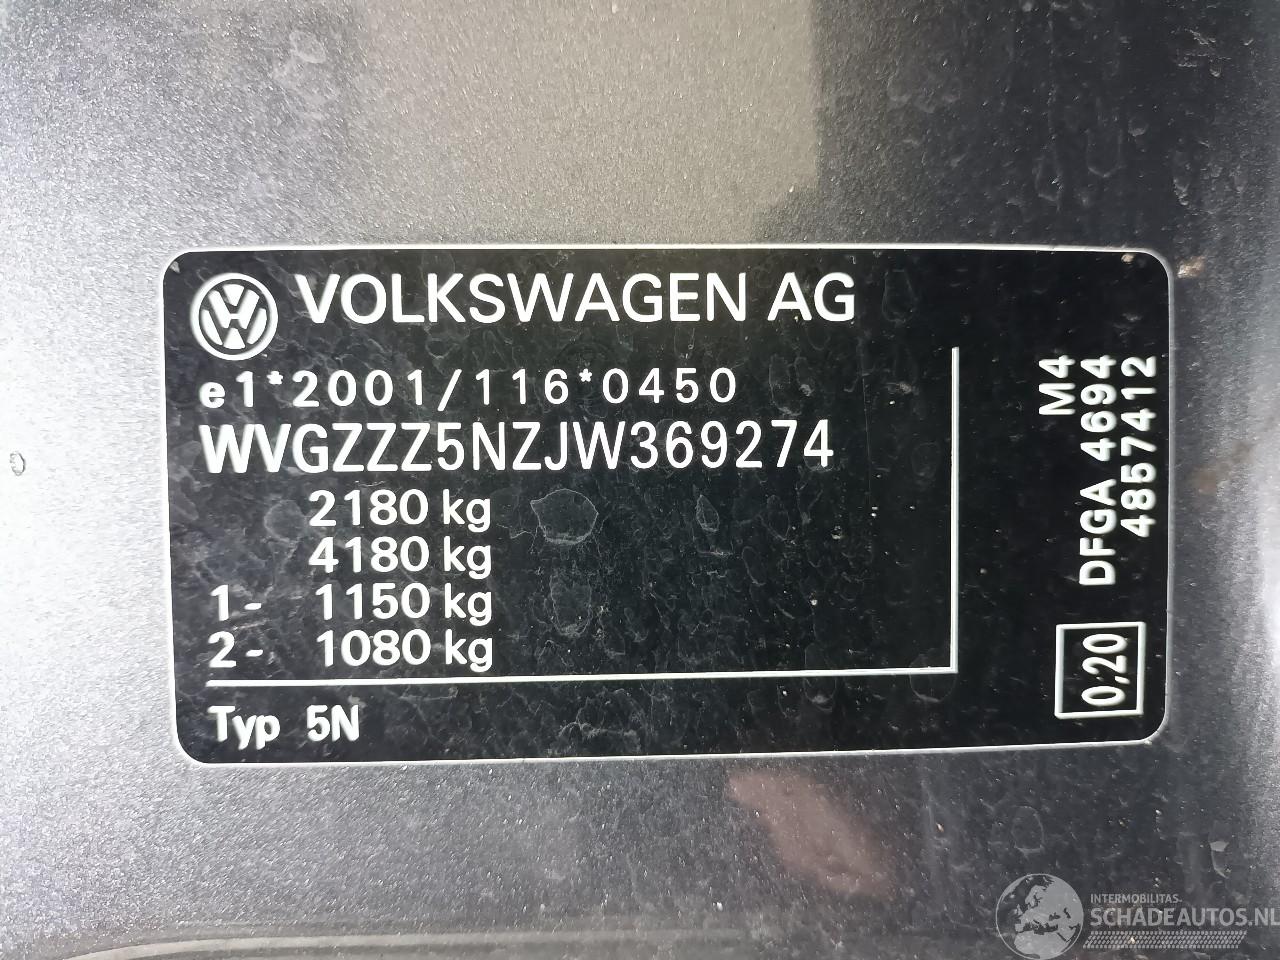 VOLKSWAGEN AG
e1*2001/116*0450
WVGZZZ5NZJW369274
2180 kg
4180 kg
1- 1150 kg
2- 1080 kg
Typ 5N
M4
DFGA 4694
4857412
0,20
INTERMOBILITAS
SCHADEAUTOS.NL